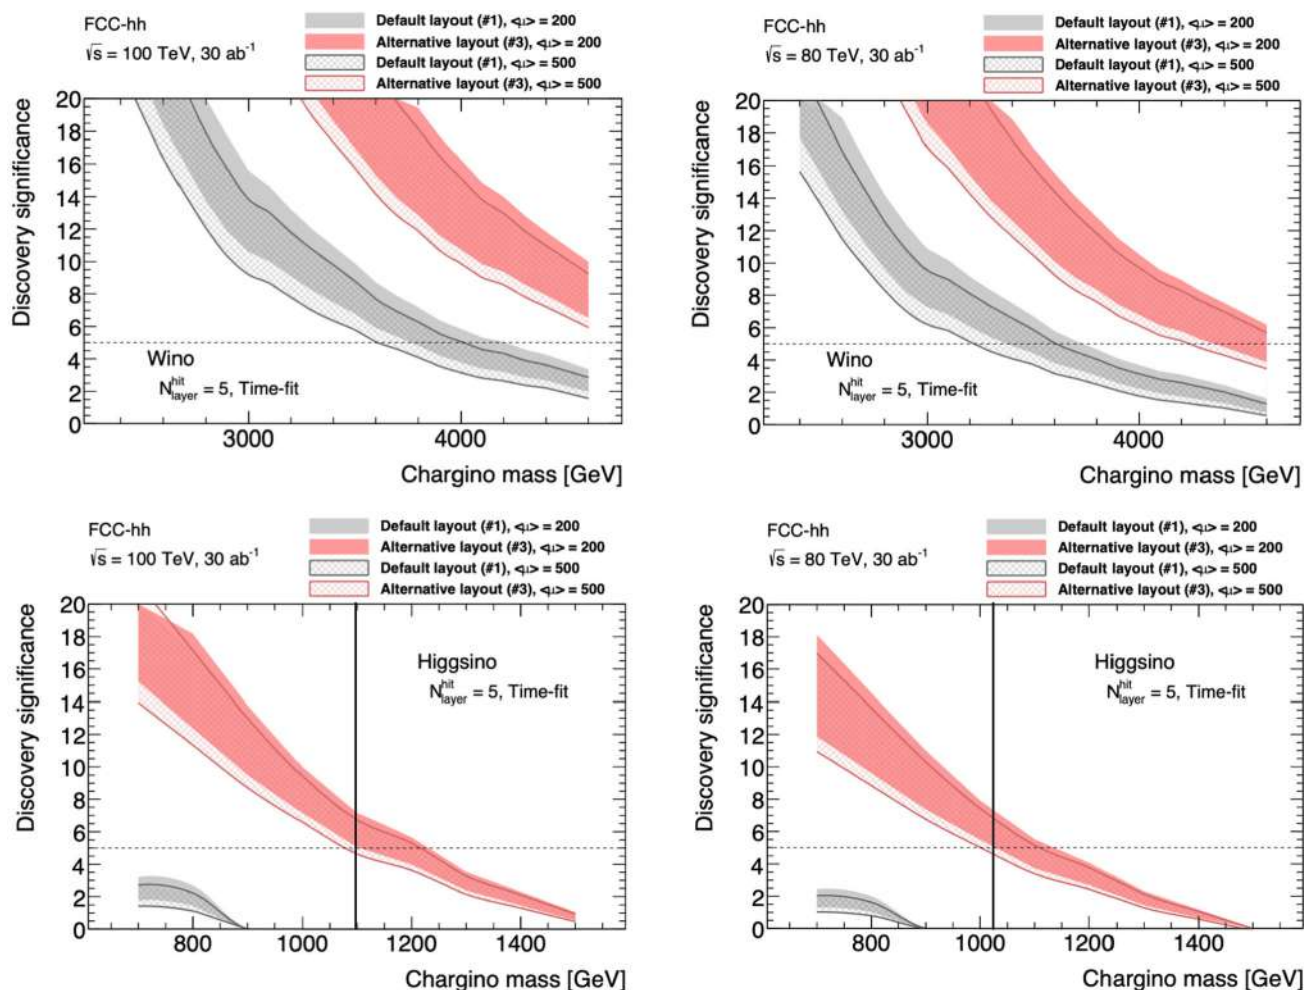 FCC-hh
√s = 100 TeV, 30 ab⁻¹
Default layout (#1), <μ> = 200
Alternative layout (#3), <μ> = 200
Default layout (#1), <μ> = 500
Alternative layout (#3), <μ> = 500
Discovery significance
20
18
16
14
12
10
8
6
4
2
0
Wino
N^hit_layer = 5, Time-fit
3000 4000
Chargino mass [GeV]
FCC-hh
√s = 80 TeV, 30 ab⁻¹
Default layout (#1), <μ> = 200
Alternative layout (#3), <μ> = 200
Default layout (#1), <μ> = 500
Alternative layout (#3), <μ> = 500
Discovery significance
20
18
16
14
12
10
8
6
4
2
0
Wino
N^hit_layer = 5, Time-fit
3000 4000
Chargino mass [GeV]
FCC-hh
√s = 100 TeV, 30 ab⁻¹
Default layout (#1), <μ> = 200
Alternative layout (#3), <μ> = 200
Default layout (#1), <μ> = 500
Alternative layout (#3), <μ> = 500
Discovery significance
20
18
16
14
12
10
8
6
4
2
0
Higgsino
N^hit_layer = 5, Time-fit
800 1000 1200 1400
Chargino mass [GeV]
FCC-hh
√s = 80 TeV, 30 ab⁻¹
Default layout (#1), <μ> = 200
Alternative layout (#3), <μ> = 200
Default layout (#1), <μ> = 500
Alternative layout (#3), <μ> = 500
Discovery significance
20
18
16
14
12
10
8
6
4
2
0
Higgsino
N^hit_layer = 5, Time-fit
800 1000 1200 1400
Chargino mass [GeV]